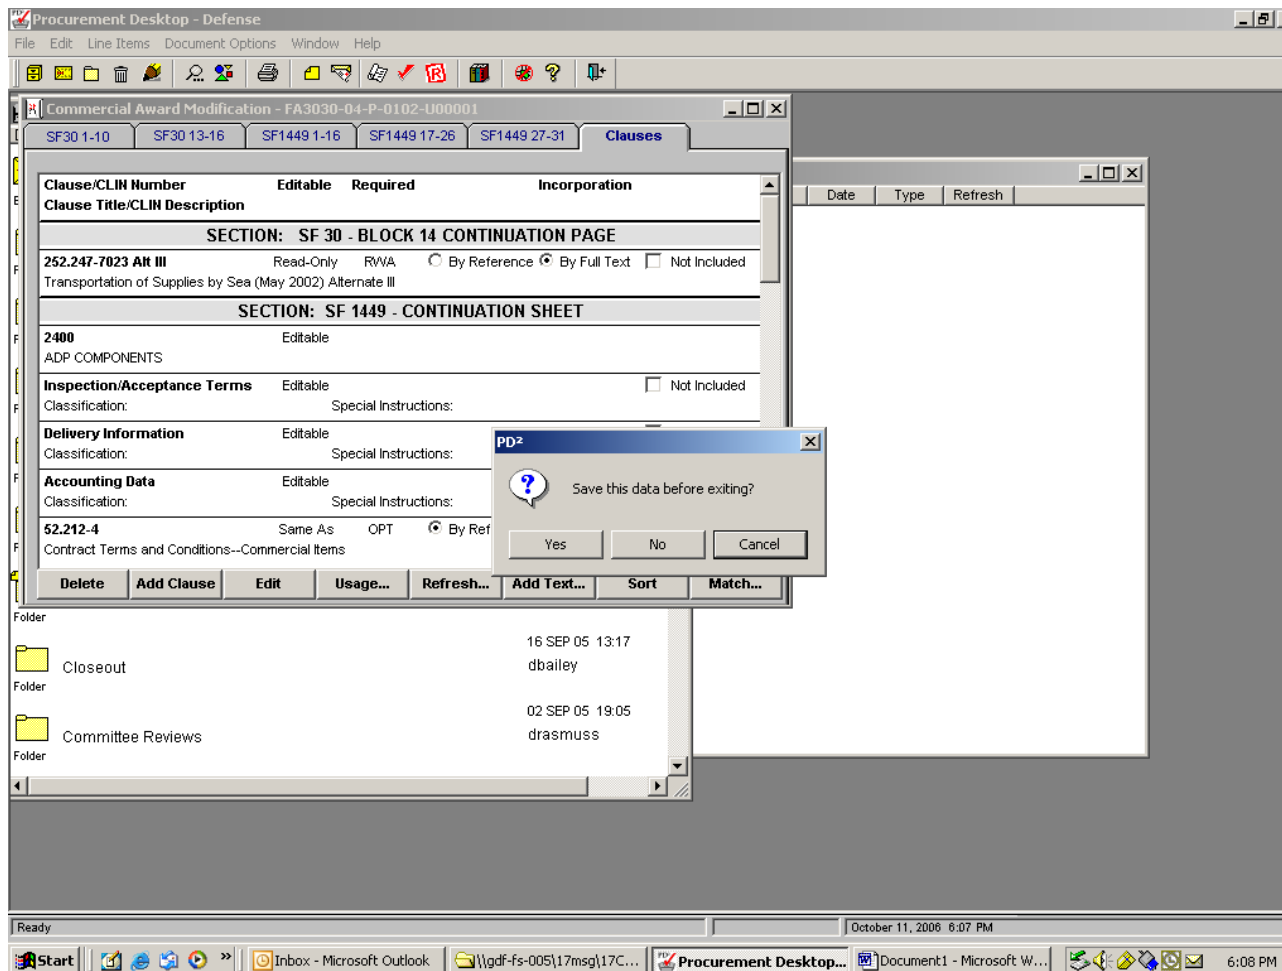 Procurement Desktop - Defense
File Edit Line Items Document Options Window Help
Commercial Award Modification - FA3030-04-P-0102-U00001
SF30 1-10 SF30 13-16 SF1449 1-16 SF1449 17-26 SF1449 27-31 Clauses
Clause/CLIN Number Editable Required Incorporation
Clause Title/CLIN Description
SECTION: SF 30 - BLOCK 14 CONTINUATION PAGE
252.247-7023 Alt III Read-Only RWA By Reference By Full Text Not Included
Transportation of Supplies by Sea (May 2002) Alternate III
SECTION: SF 1449 - CONTINUATION SHEET
2400 Editable
ADP COMPONENTS
Inspection/Acceptance Terms Editable Not Included
Classification: Special Instructions:
Delivery Information Editable
Classification: Special Instructions:
Accounting Data Editable
Classification: Special Instructions:
52.212-4 Same As OPT By Ref
Contract Terms and Conditions--Commercial Items
Delete Add Clause Edit Usage... Refresh... Add Text... Sort Match...
Date Type Refresh
PD²
Save this data before exiting?
Yes No Cancel
Folder
16 SEP 05 13:17
Closeout dbailey
Folder
02 SEP 05 19:05
Committee Reviews drasmuss
Folder
Ready October 11, 2006 6:07 PM
Start » Inbox - Microsoft Outlook \\gdf-fs-005\17msg\17C... Procurement Desktop... Document1 - Microsoft W... 6:08 PM